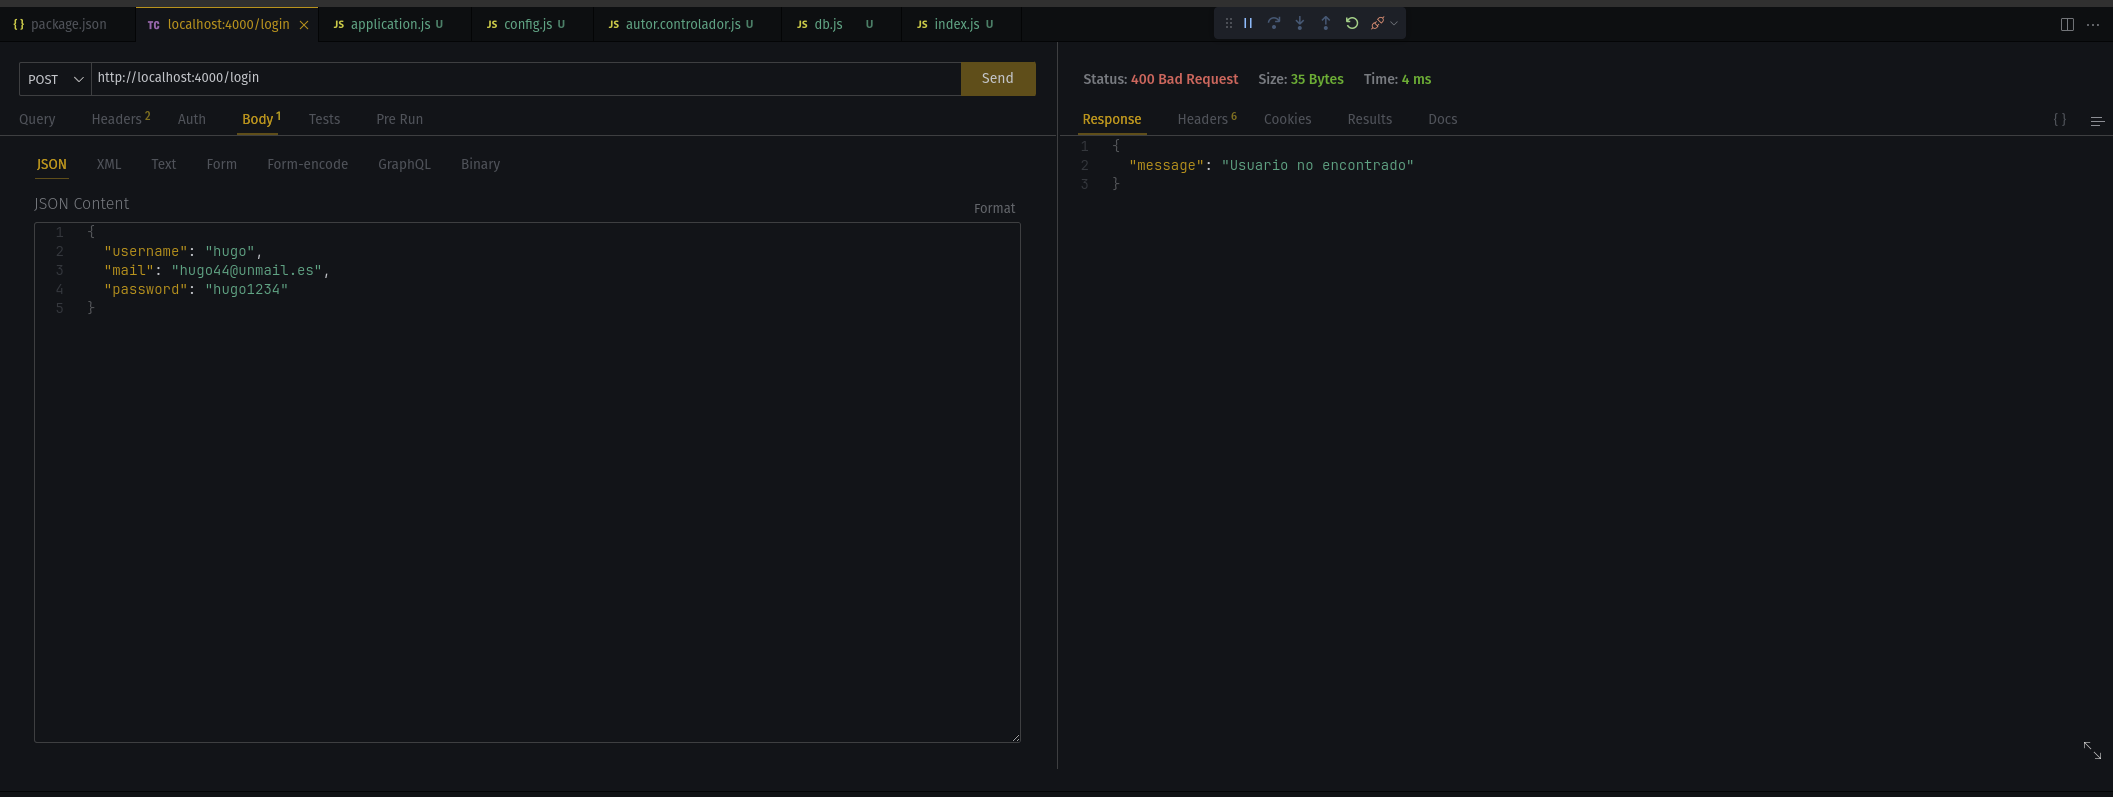 {} package.json TC localhost:4000/login JS application.js U JS config.js U JS autor.controlador.js U JS db.js U JS index.js U
POST http://localhost:4000/login Send
Query Headers 2 Auth Body 1 Tests Pre Run
JSON XML Text Form Form-encode GraphQL Binary
JSON Content
Format
1 {
2 "username": "hugo",
3 "mail": "hugo44@unmail.es",
4 "password": "hugo1234"
5 }
Status: 400 Bad Request Size: 35 Bytes Time: 4 ms
Response Headers 6 Cookies Results Docs {}
1 {
2 "message": "Usuario no encontrado"
3 }